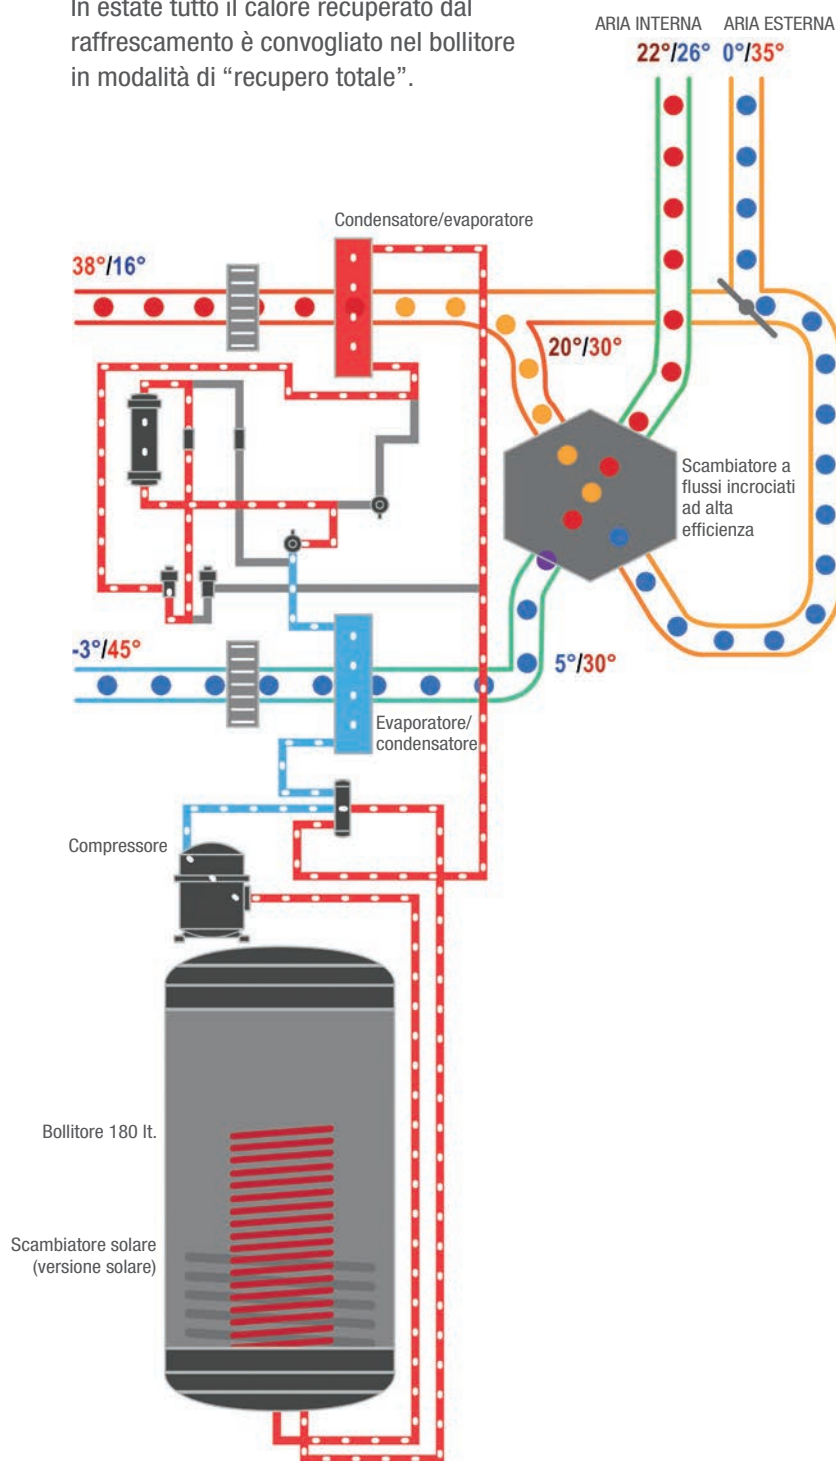 In estate tutto il calore recuperato dal
raffrescamento è convogliato nel bollitore
in modalità di “recupero totale”.
ARIA INTERNA
22°/26°
ARIA ESTERNA
0°/35°
Condensatore/evaporatore
38°/16°
20°/30°
Scambiatore a
flussi incrociati
ad alta
efficienza
-3°/45°
5°/30°
Evaporatore/
condensatore
Compressore
Bollitore 180 lt.
Scambiatore solare
(versione solare)